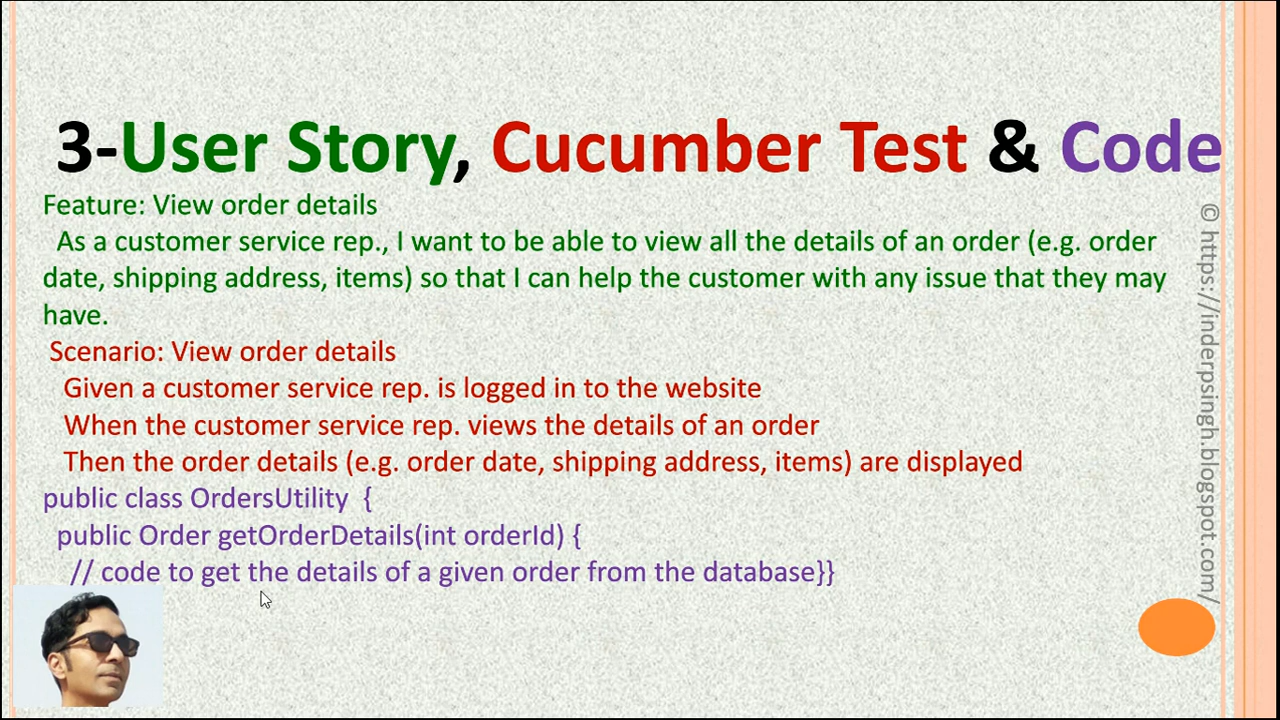 3-User Story, Cucumber Test & Code
Feature: View order details
As a customer service rep., I want to be able to view all the details of an order (e.g. order
date, shipping address, items) so that I can help the customer with any issue that they may
have.
Scenario: View order details
Given a customer service rep. is logged in to the website
When the customer service rep. views the details of an order
Then the order details (e.g. order date, shipping address, items) are displayed
public class OrdersUtility {
public Order getOrderDetails(int orderId) {
// code to get the details of a given order from the database}}
© https://inderpsingh.blogspot.com/